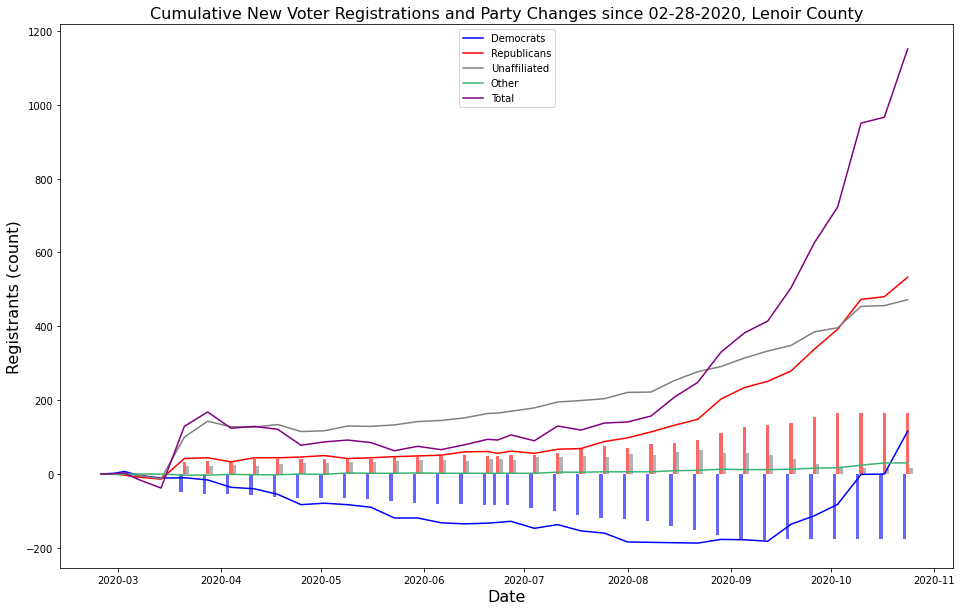 Cumulative New Voter Registrations and Party Changes since 02-28-2020, Lenoir County
Democrats
Republicans
Unaffiliated
Other
Total
Registrants (count)
1200
1000
800
600
400
200
0
−200
2020-03
2020-04
2020-05
2020-06
2020-07
2020-08
2020-09
2020-10
2020-11
Date